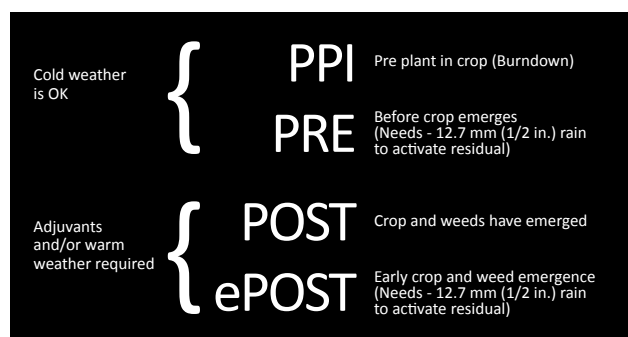 Cold weather
is OK
{
PPI
Pre plant in crop (Burndown)
PRE
Before crop emerges
(Needs - 12.7 mm (1/2 in.) rain
to activate residual)
Adjuvants
and/or warm
weather required
{
POST
Crop and weeds have emerged
ePOST
Early crop and weed emergence
(Needs - 12.7 mm (1/2 in.) rain
to activate residual)